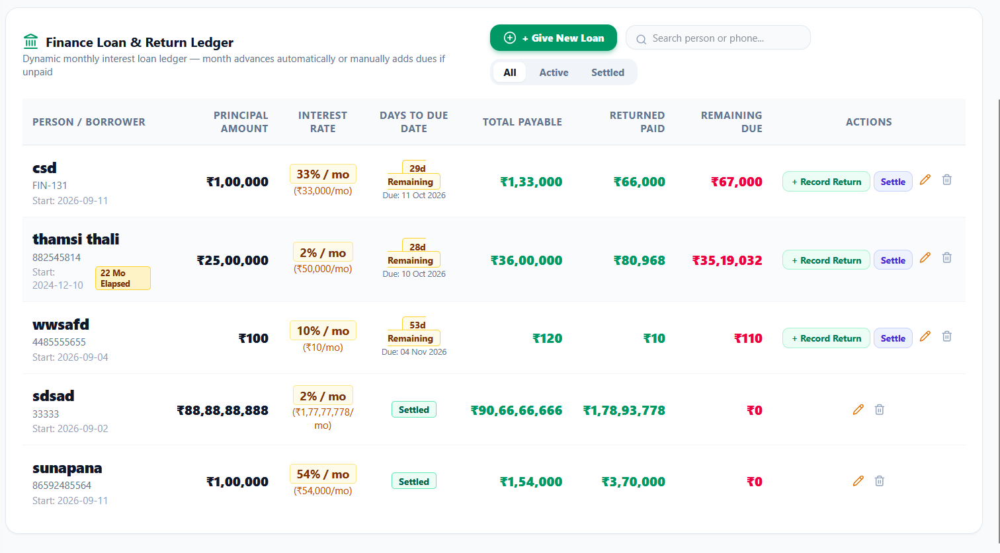 Finance Loan & Return Ledger
Dynamic monthly interest loan ledger — month advances automatically or manually adds dues if
unpaid
+ Give New Loan
Search person or phone...
All Active Settled
PERSON / BORROWER
PRINCIPAL
AMOUNT
INTEREST
RATE
DAYS TO DUE
DATE
TOTAL PAYABLE
RETURNED
PAID
REMAINING
DUE
ACTIONS
csd
FIN-131
Start: 2026-09-11
₹1,00,000
33% / mo
(₹33,000/mo)
29d
Remaining
Due: 11 Oct 2026
₹1,33,000
₹66,000
₹67,000
+ Record Return
Settle
thamsi thali
882545814
Start:
2024-12-10
22 Mo
Elapsed
₹25,00,000
2% / mo
(₹50,000/mo)
28d
Remaining
Due: 10 Oct 2026
₹36,00,000
₹80,968
₹35,19,032
+ Record Return
Settle
wwsafd
4485555655
Start: 2026-09-04
₹100
10% / mo
(₹10/mo)
53d
Remaining
Due: 04 Nov 2026
₹120
₹10
₹110
+ Record Return
Settle
sdsad
33333
Start: 2026-09-02
₹88,88,88,888
2% / mo
(₹1,77,77,778/
mo)
Settled
₹90,66,66,666
₹1,78,93,778
₹0
sunapana
86592485564
Start: 2026-09-11
₹1,00,000
54% / mo
(₹54,000/mo)
Settled
₹1,54,000
₹3,70,000
₹0